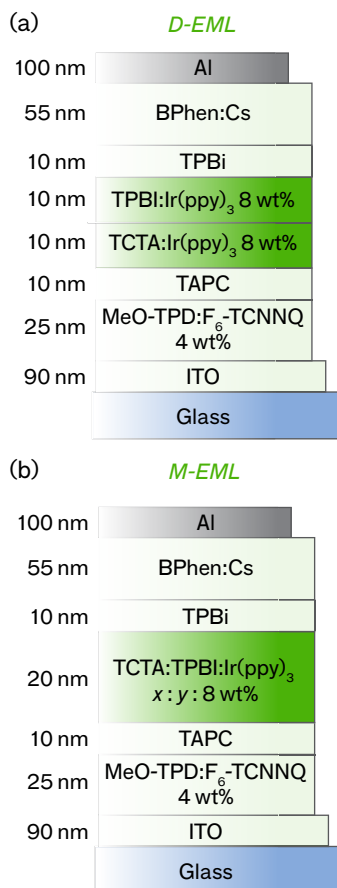 (a) D-EML
100 nm Al
55 nm BPhen:Cs
10 nm TPBi
10 nm TPBI:Ir(ppy)₃ 8 wt%
10 nm TCTA:Ir(ppy)₃ 8 wt%
10 nm TAPC
25 nm MeO-TPD:F₆-TCNNQ
4 wt%
90 nm ITO
Glass
(b) M-EML
100 nm Al
55 nm BPhen:Cs
10 nm TPBi
20 nm TCTA:TPBI:Ir(ppy)₃
x : y : 8 wt%
10 nm TAPC
25 nm MeO-TPD:F₆-TCNNQ
4 wt%
90 nm ITO
Glass